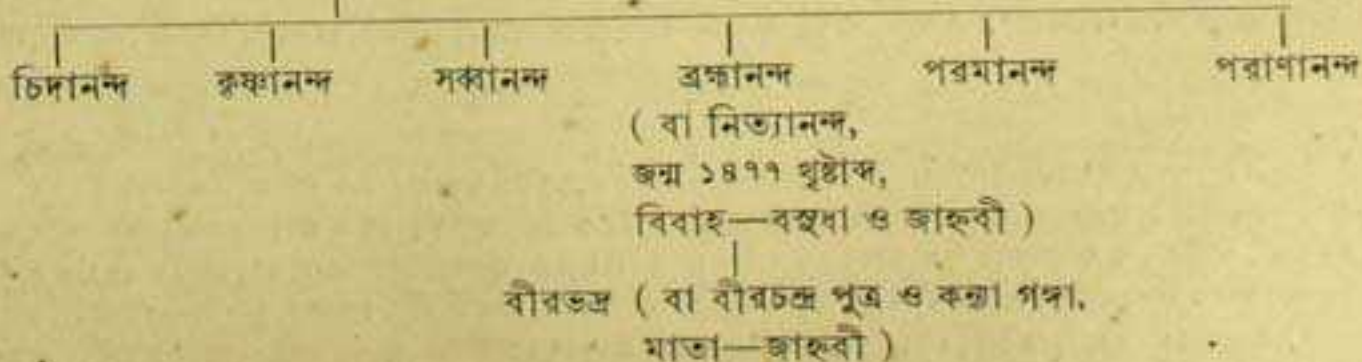 চিদানন্দ কৃষ্ণানন্দ সর্ব্বানন্দ ব্রহ্মানন্দ পরমানন্দ পরাণানন্দ
( বা নিত্যানন্দ,
জন্ম ১৪৭৭ খৃষ্টাব্দ,
বিবাহ—বসুধা ও জাহ্নবী )
বীরভদ্র ( বা বীরচন্দ্র পুত্র ও কন্যা গঙ্গা,
মাতা—জাহ্নবী )